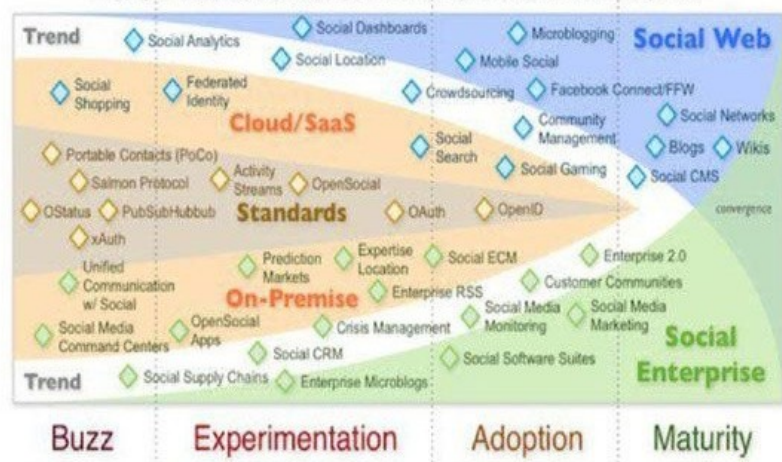 Trend
Social Analytics
Social Dashboards
Microblogging
Social Web
Social Location
Mobile Social
Social
Shopping
Federated
Identity
Crowdsourcing
Facebook Connect/FFW
Cloud/SaaS
Community
Management
Social Networks
Social
Search
Blogs
Wikis
Portable Contacts (PoCo)
Salmon Protocol
Activity
Streams
OpenSocial
Social Gaming
Social CMS
OStatus
PubSubHubbub
Standards
OAuth
OpenID
convergence
xAuth
Unified
Communication
w/ Social
Prediction
Markets
Expertise
Location
Social ECM
Enterprise 2.0
On-Premise
Enterprise RSS
Customer Communities
Social Media
Command Centers
OpenSocial
Apps
Crisis Management
Social Media
Monitoring
Social Media
Marketing
Social
Enterprise
Social CRM
Social Software Suites
Trend
Social Supply Chains
Enterprise Microblogs
Buzz
Experimentation
Adoption
Maturity